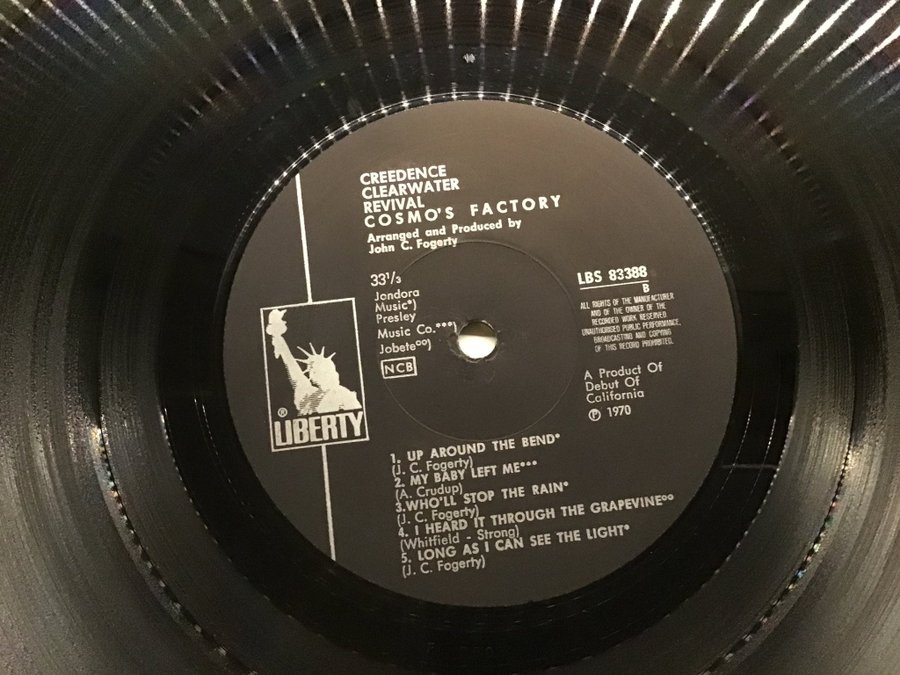 CREEDENCE
CLEARWATER
REVIVAL
COSMO'S FACTORY
Arranged and Produced by
John C. Fogerty
33¹/₃
Jondora
Music*)
Presley
Music Co.***)
Jobete°°)
NCB
LBS 83388
B
ALL RIGHTS OF THE MANUFACTURER
AND OF THE OWNER OF THE
RECORDED WORK RESERVED
UNAUTHORISED PUBLIC PERFORMANCE,
BROADCASTING AND COPYING
OF THIS RECORD PROHIBITED.
A Product Of
Debut Of
California
℗ 1970
® LIBERTY
1. UP AROUND THE BEND*
(J. C. Fogerty)
2. MY BABY LEFT ME***
(A. Crudup)
3.WHO'LL STOP THE RAIN*
(J. C. Fogerty)
4. I HEARD IT THROUGH THE GRAPEVINE°°
(Whitfield - Strong)
5. LONG AS I CAN SEE THE LIGHT*
(J. C. Fogerty)